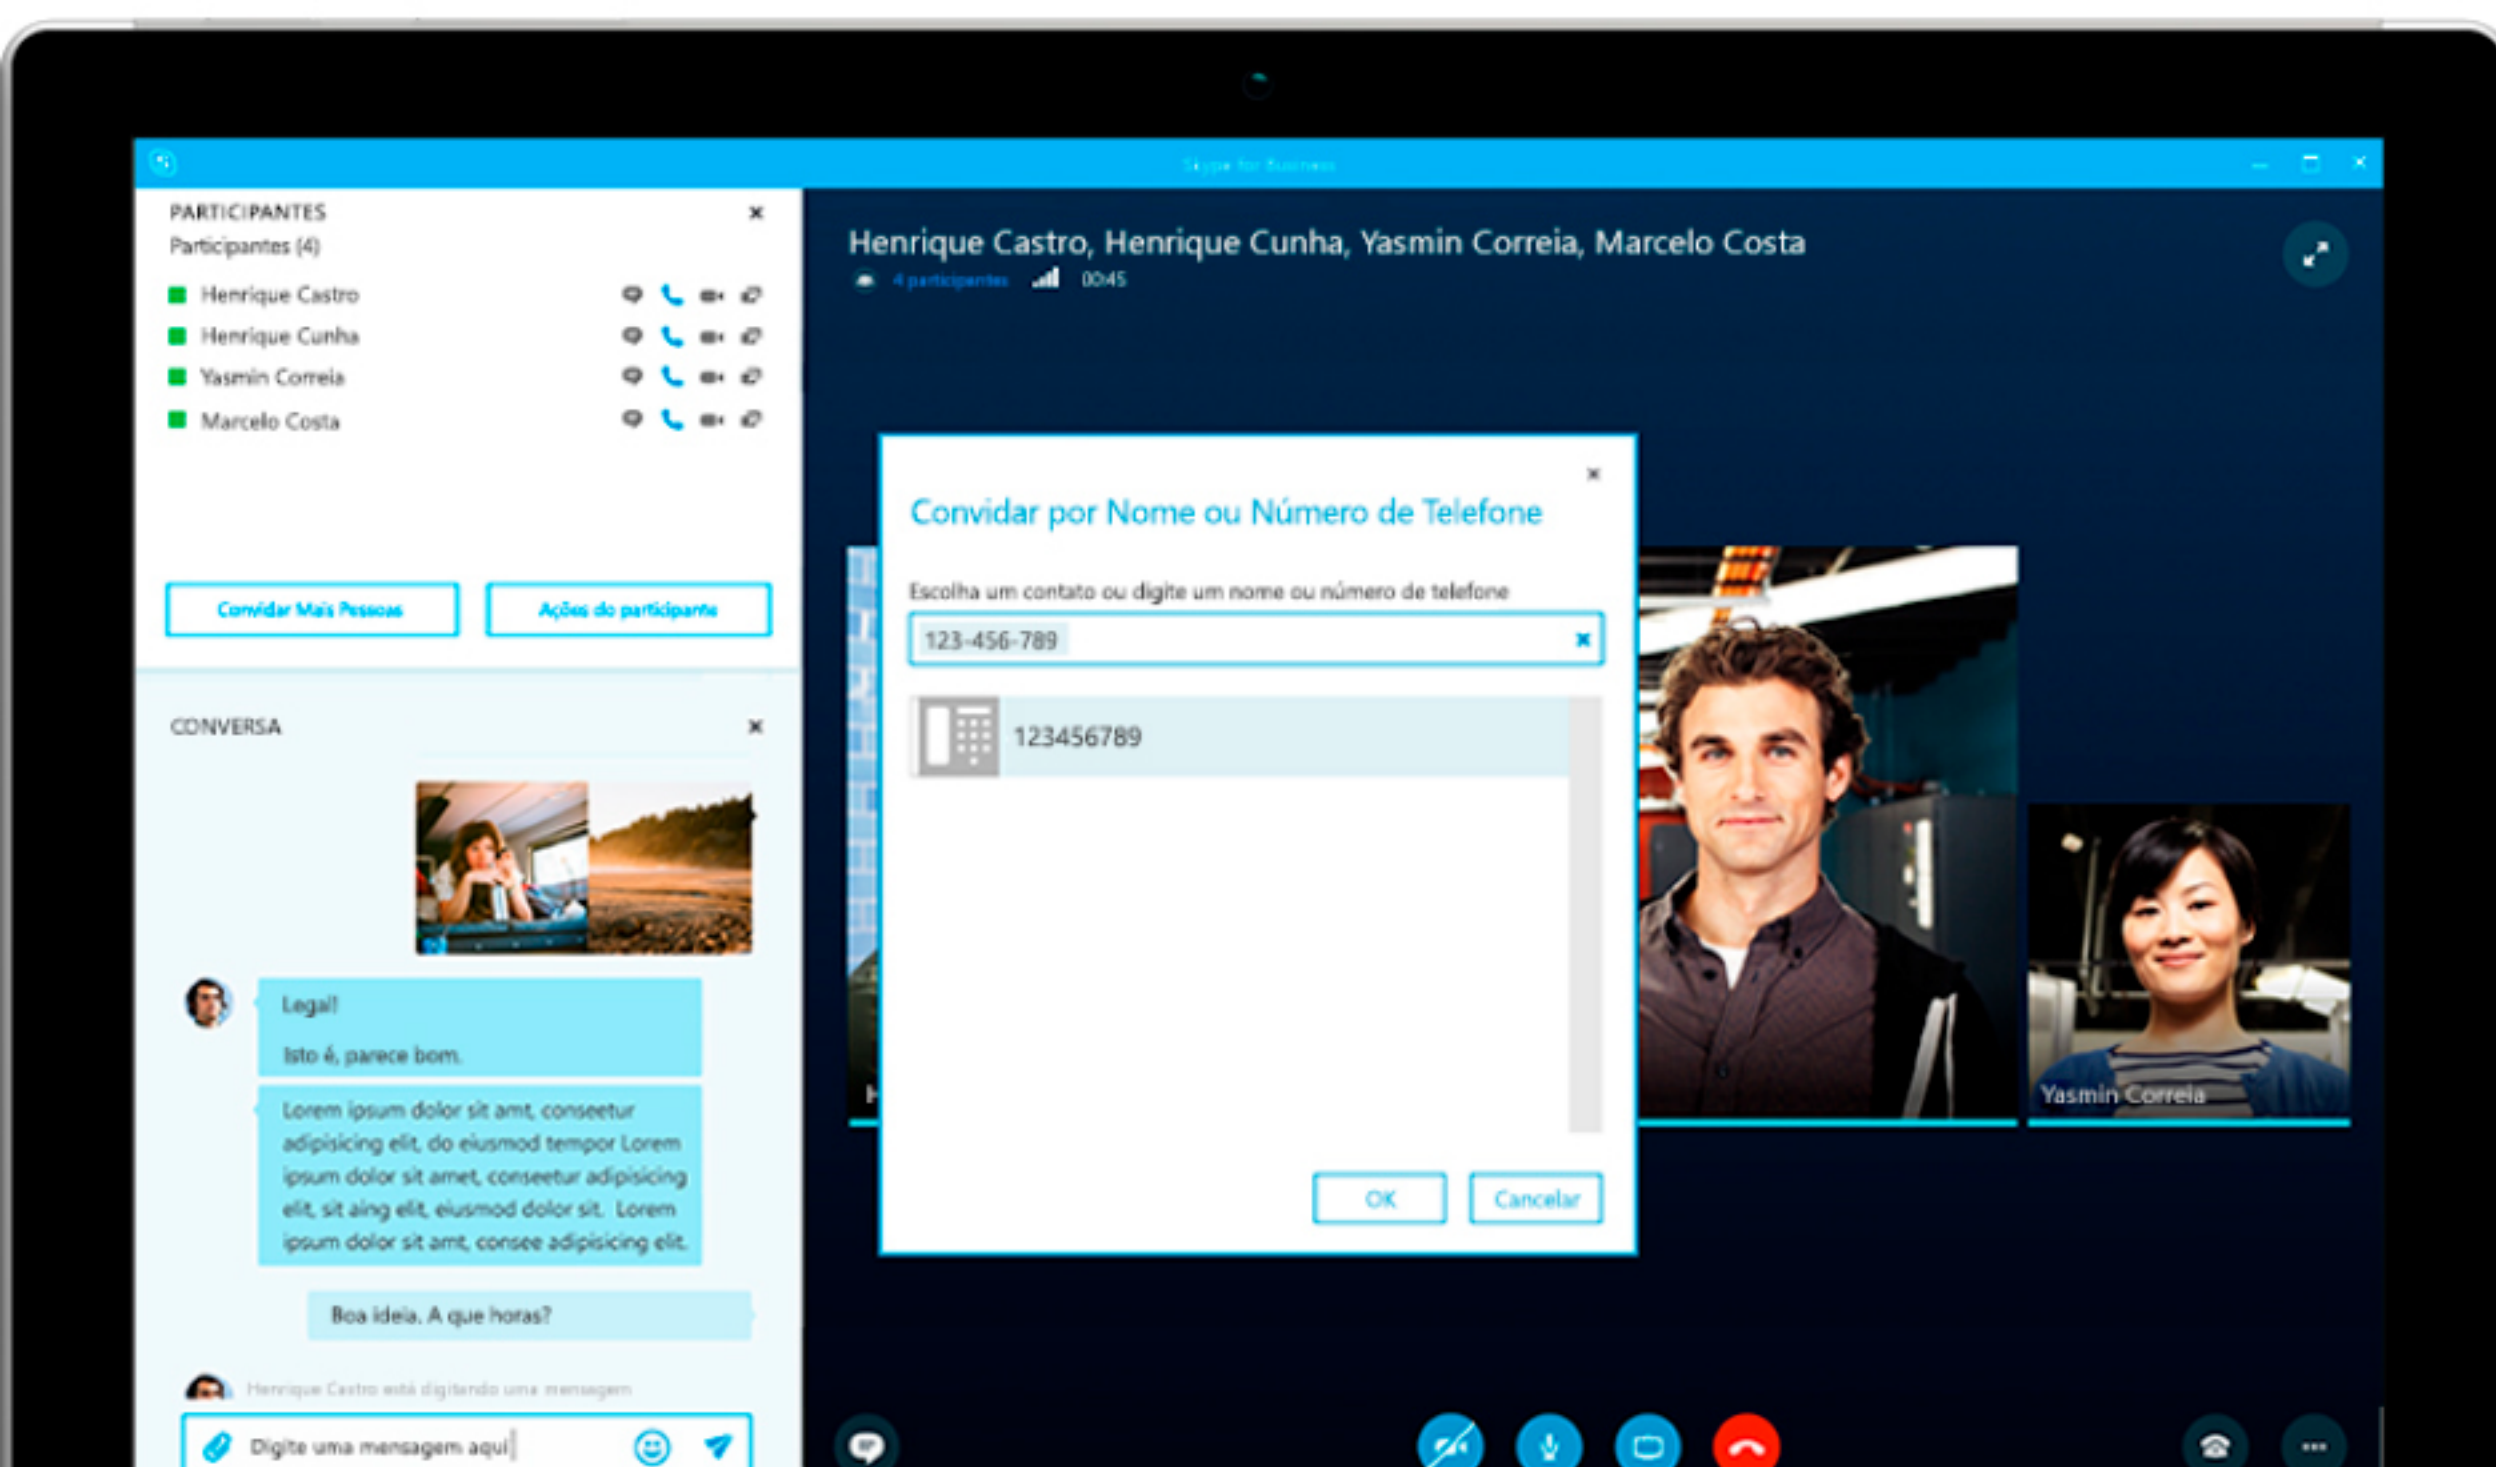 Skype for Business
PARTICIPANTES
Participantes (4)
Henrique Castro
Henrique Cunha
Yasmin Correia
Marcelo Costa
Convidar Mais Pessoas
Ações do participante
CONVERSA
Legal!
Isto é, parece bom.
Lorem ipsum dolor sit amt, conseetur
adipisicing elit, do eiusmod tempor Lorem
ipsum dolor sit amet, conseetur adipisicing
elit, sit aing elit, eiusmod dolor sit. Lorem
ipsum dolor sit amt, consee adipisicing elit.
Boa ideia. A que horas?
Henrique Castro está digitando uma mensagem
Digite uma mensagem aqui
Henrique Castro, Henrique Cunha, Yasmin Correia, Marcelo Costa
4 participantes
00:45
Convidar por Nome ou Número de Telefone
Escolha um contato ou digite um nome ou número de telefone
123-456-789
123456789
OK
Cancelar
Yasmin Correia